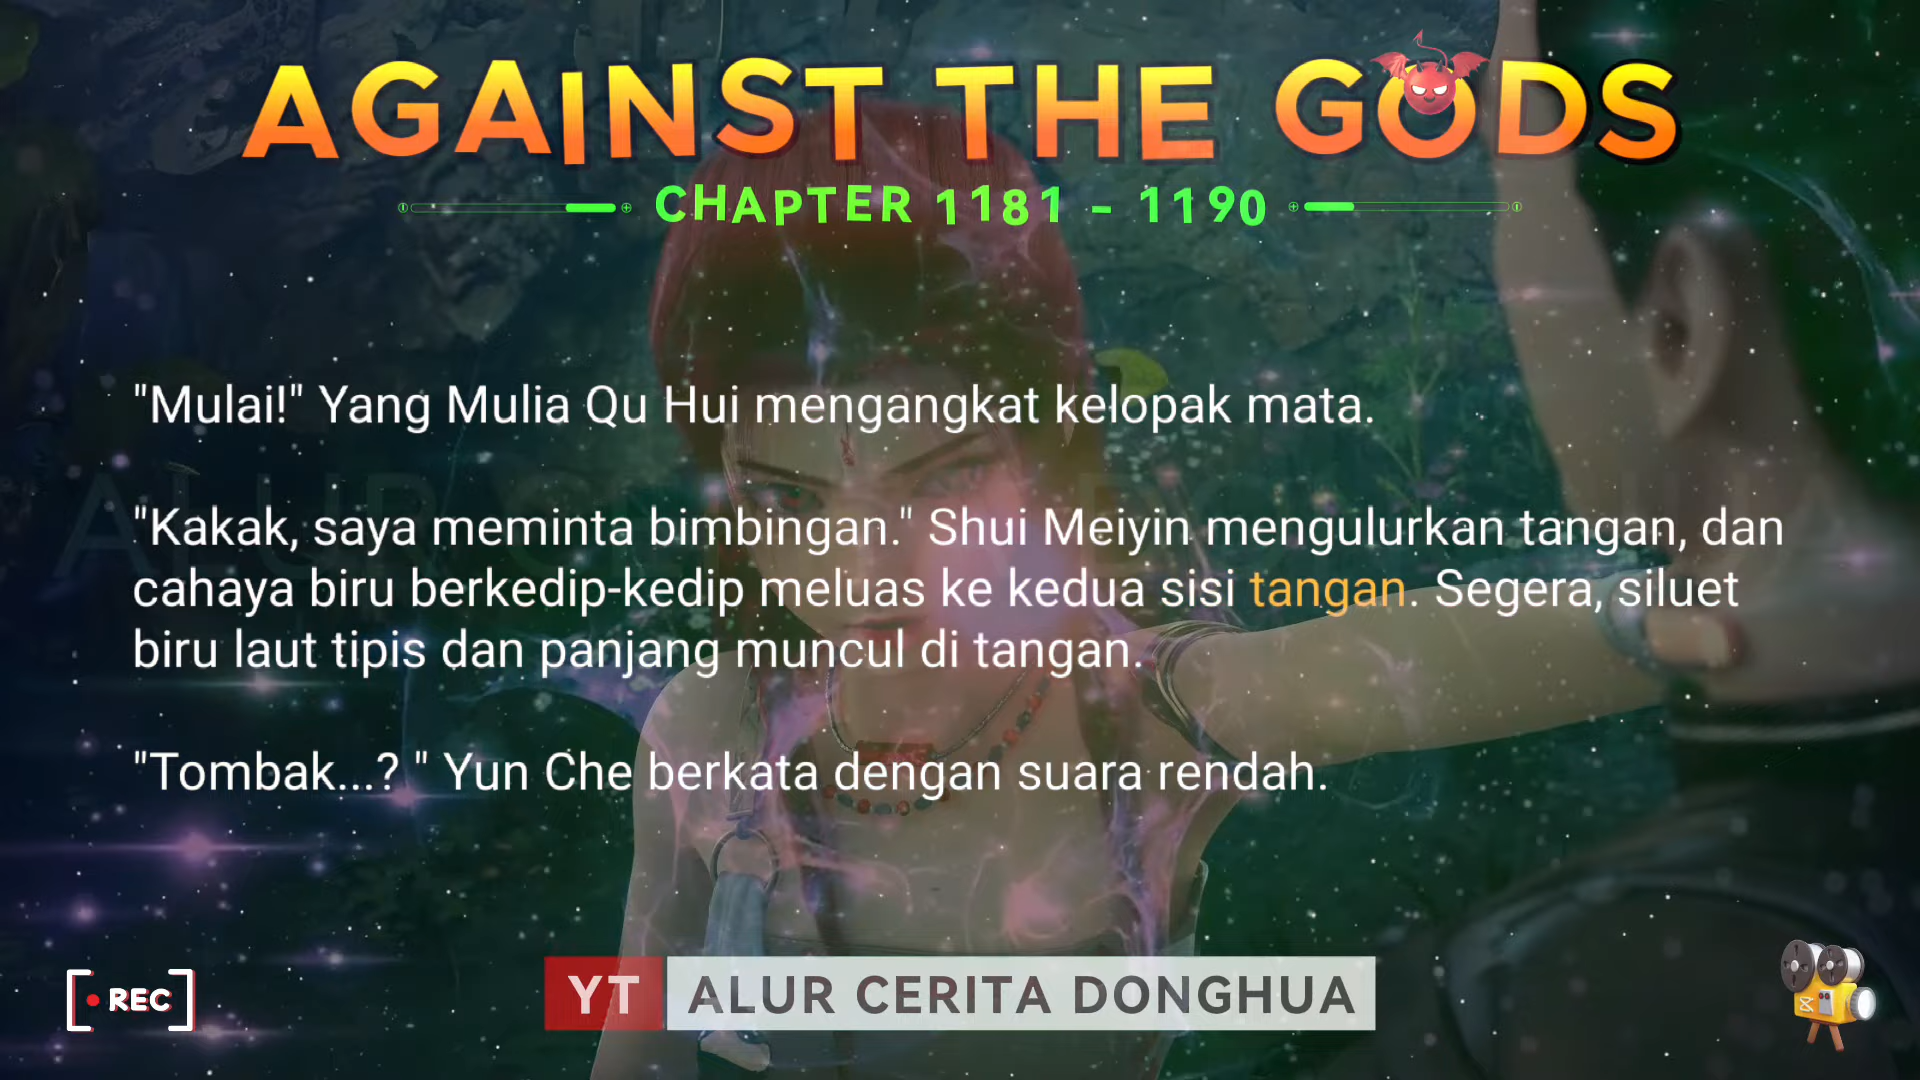 AGAINST THE GODS
CHAPTER 1181 - 1190
"Mulai!" Yang Mulia Qu Hui mengangkat kelopak mata.
"Kakak, saya meminta bimbingan." Shui Meiyin mengulurkan tangan, dan
cahaya biru berkedip-kedip meluas ke kedua sisi tangan. Segera, siluet
biru laut tipis dan panjang muncul di tangan.
"Tombak...? " Yun Che berkata dengan suara rendah.
REC
YT ALUR CERITA DONGHUA